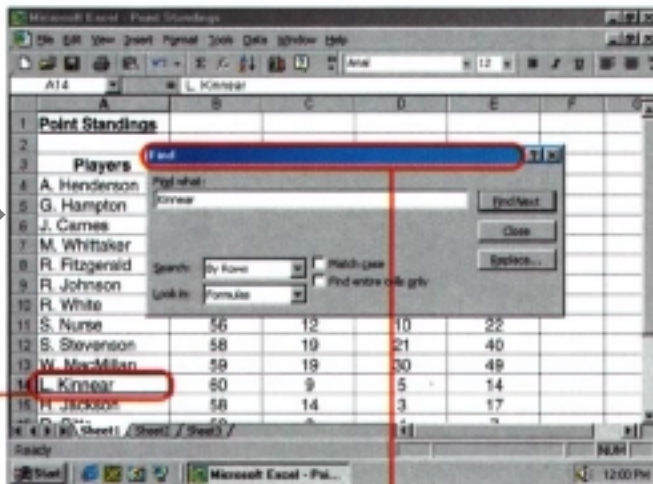 Microsoft Excel - Point Standings
File Edit View Insert Format Tools Data Window Help
Arial 12 B I U
A14 = L. Kinnear
A B C D E F G
1 Point Standings
2
3 Players
4 A. Henderson
5 G. Hampton
6 J. Carnes
7 M. Whittaker
8 R. Fitzgerald
9 R. Johnson
10 R. White
11 S. Nurse 56 12 10 22
12 S. Stevenson 58 19 21 40
13 W. MacMillan 59 19 30 49
14 L. Kinnear 60 9 5 14
15 H. Jackson 58 14 3 17
Find
Find what:
Kinnear
Find Next
Close
Replace...
Search: By Rows
Match case
Find entire cells only
Look in: Formulas
Sheet1 Sheet2 Sheet3
Ready
NUM
Start
Microsoft Excel - Poi...
12:00 PM